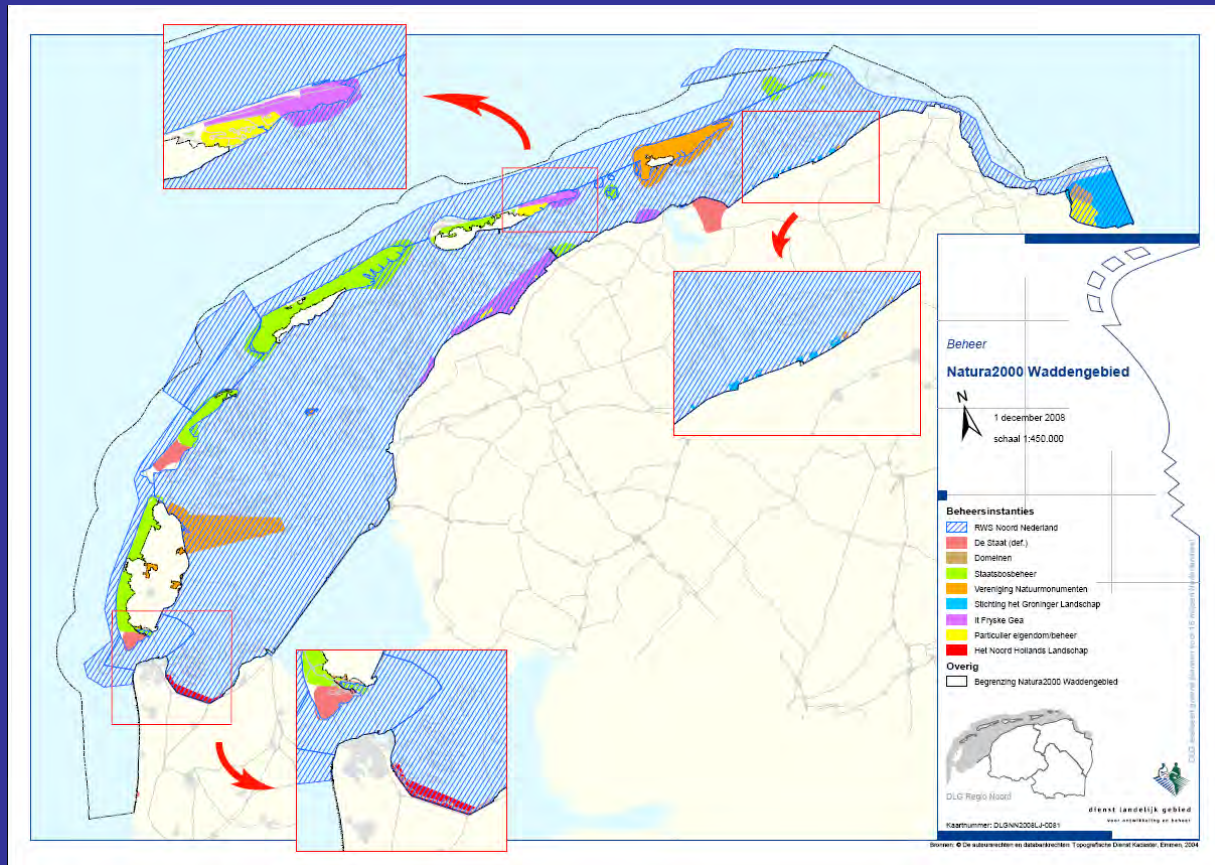 Beheer
Natura2000 Waddengebied
N
1 december 2008
schaal 1:450.000
Beheersinstanties
RWS Noord Nederland
De Staat (def.)
Domeinen
Staatsbosbeheer
Vereniging Natuurmonumenten
Stichting het Groninger Landschap
It Fryske Gea
Particulier eigendom/beheer
Het Noord Hollands Landschap
Overig
Begrenzing Natura2000 Waddengebied
DLG Regio Noord
dienst landelijk gebied
voor ontwikkeling en beheer
Kaartnummer: DLGNN2008LJ-0081
Bronnen: © De auteursrechten en databankrechten: Topografische Dienst Kadaster, Emmen, 2004